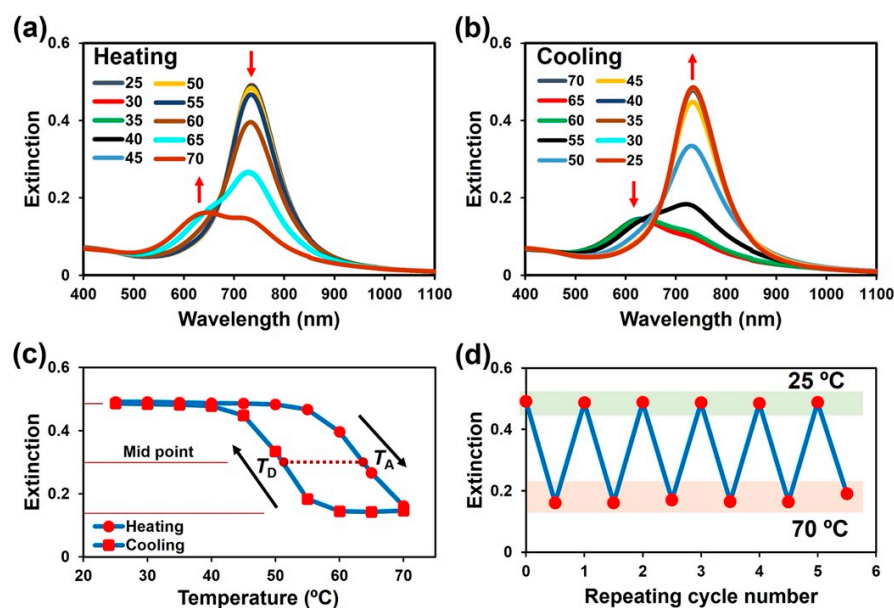 (a)
Heating
25 50
30 55
35 60
40 65
45 70
Extinction
0.6
0.4
0.2
0
400 500 600 700 800 900 1000 1100
Wavelength (nm)
(b)
Cooling
70 45
65 40
60 35
55 30
50 25
Extinction
0.6
0.4
0.2
0
400 500 600 700 800 900 1000 1100
Wavelength (nm)
(c)
Extinction
0.6
0.4
0.2
0.0
Mid point
TD
TA
Heating
Cooling
20 30 40 50 60 70
Temperature (ºC)
(d)
Extinction
0.6
0.4
0.2
0.0
25 ºC
70 ºC
0 1 2 3 4 5 6
Repeating cycle number